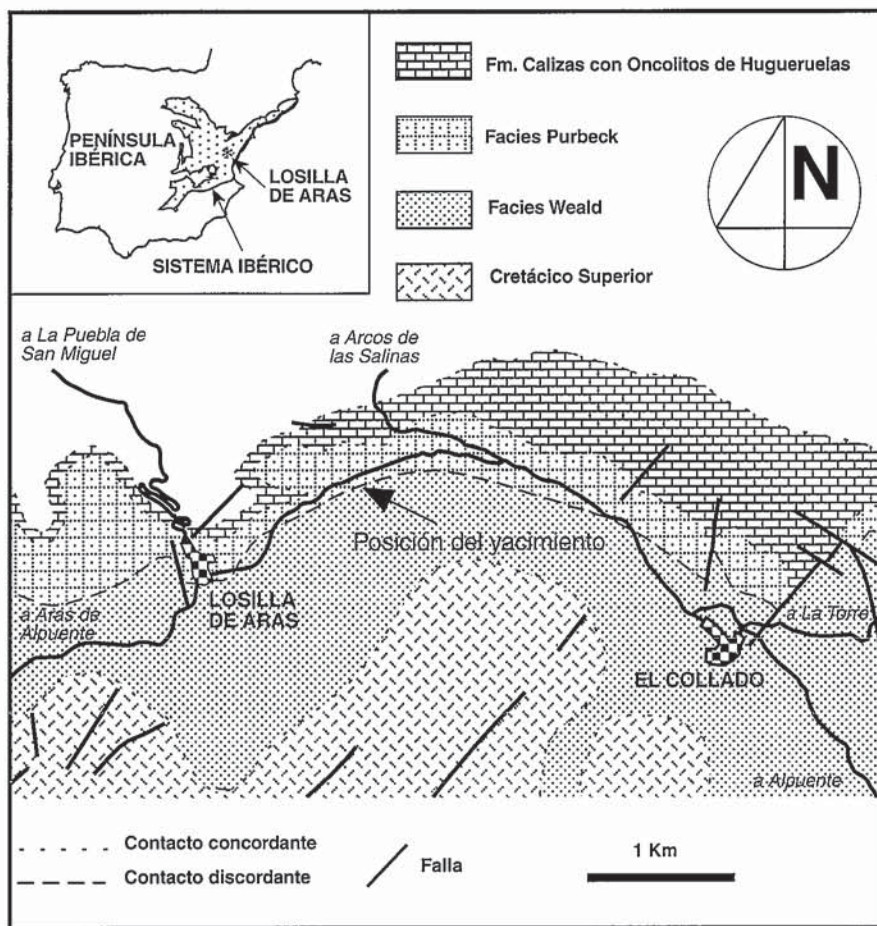 PENÍNSULA
IBÉRICA
LOSILLA
DE ARAS
SISTEMA IBÉRICO
Fm. Calizas con Oncolitos de Hugueruelas
Facies Purbeck
Facies Weald
Cretácico Superior
N
a La Puebla de
San Miguel
a Arcos de
las Salinas
Posición del yacimiento
a Aras de
Alpuente
LOSILLA
DE ARAS
a La Torre
EL COLLADO
a Alpuente
Contacto concordante
Contacto discordante
Falla
1 Km